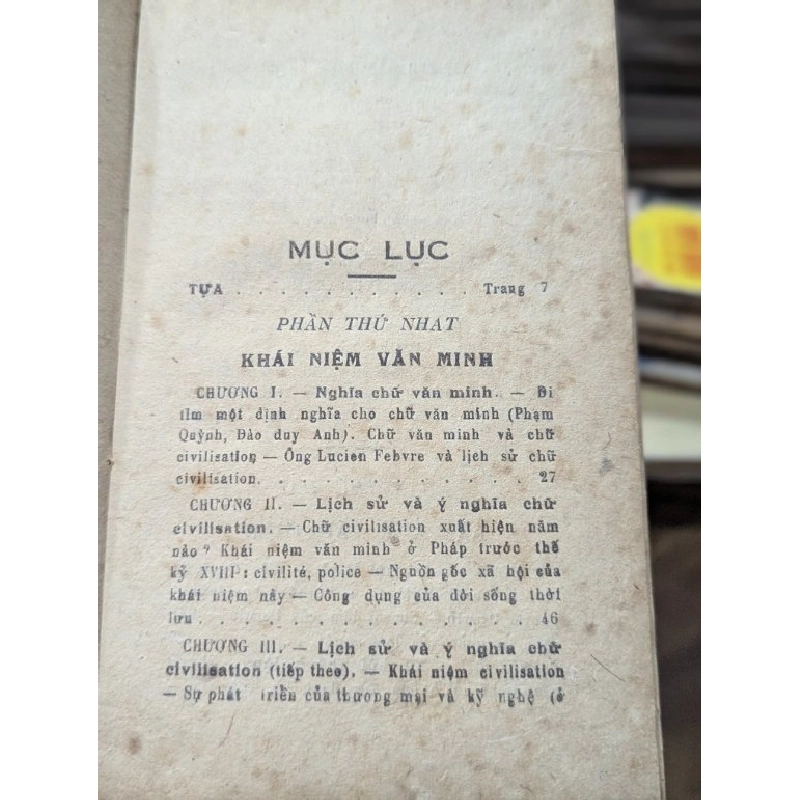 MỤC LỤC
TỰA . . . . . . . . . . . Trang 7
PHẦN THỨ NHẤT
KHÁI NIỆM VĂN MINH
CHƯƠNG I. — Nghĩa chữ văn minh. — Đi
tìm một định nghĩa cho chữ văn minh (Phạm
Quỳnh, Đào duy Anh). Chữ văn minh và chữ
civilisation — Ông Lucien Febvre và lịch sử chữ
civilisation. . . . . . . . . . . . 27
CHƯƠNG II. — Lịch sử và ý nghĩa chữ
civilisation. — Chữ civilisation xuất hiện năm
nào? Khái niệm văn minh ở Pháp trước thế
kỷ XVIII: civilité, police — Nguồn gốc xã hội của
khái niệm này — Công dụng của đời sống thời
lưu. . . . . . . . . . . . . . 46
CHƯƠNG III. — Lịch sử và ý nghĩa chữ
civilisation (tiếp theo). — Khái niệm civilisation
— Sự phát triển của thương mại và kỹ nghệ (ở